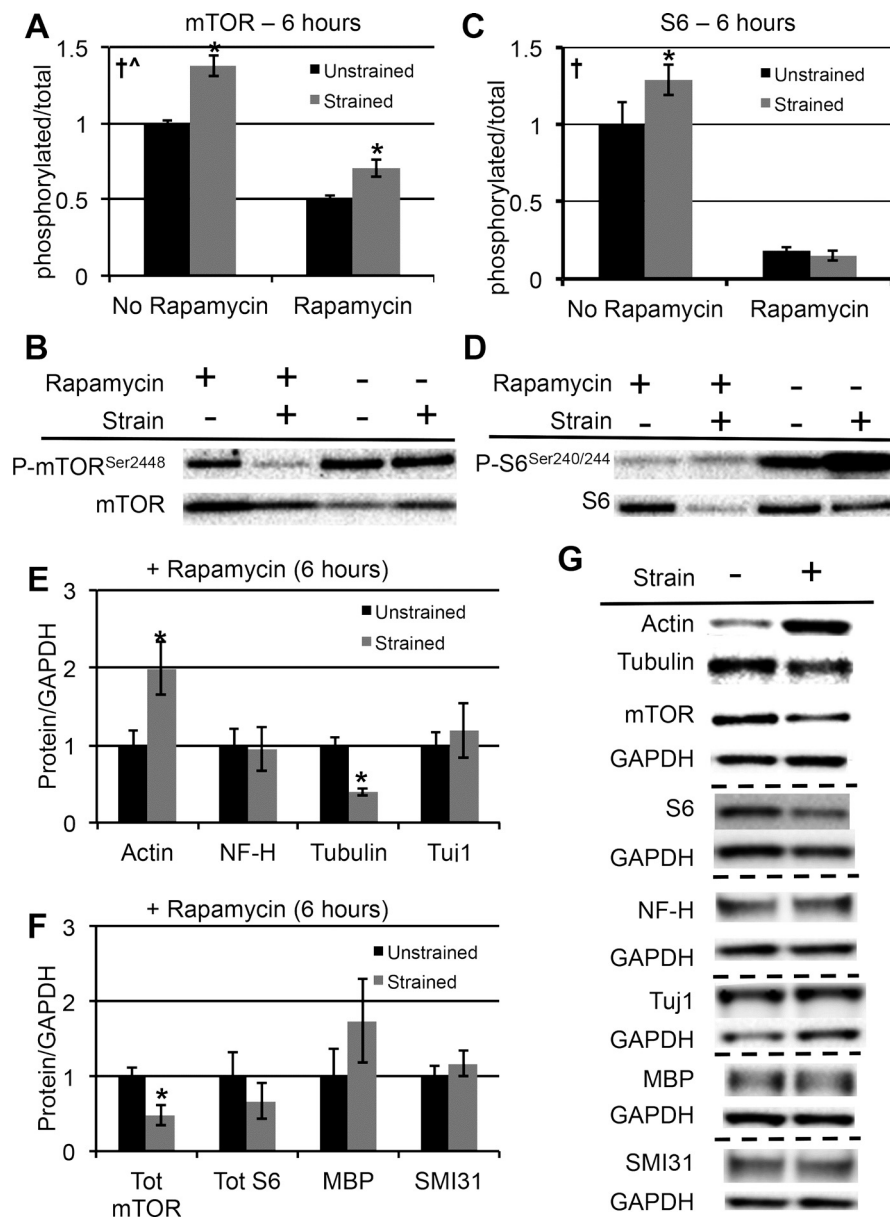 A
mTOR – 6 hours
phosphorylated/total
1.5
1
0.5
0
†^
*
*
Unstrained
Strained
No Rapamycin
Rapamycin
C
S6 – 6 hours
phosphorylated/total
1.5
1
0.5
0
†
*
Unstrained
Strained
No Rapamycin
Rapamycin
B
Rapamycin + + - -
Strain - + - +
P-mTOR^Ser2448
mTOR
D
Rapamycin + + - -
Strain - + - +
P-S6^Ser240/244
S6
E
+ Rapamycin (6 hours)
Protein/GAPDH
3
2
1
0
*
*
Unstrained
Strained
Actin NF-H Tubulin Tuj1
F
+ Rapamycin (6 hours)
Protein/GAPDH
3
2
1
0
*
Unstrained
Strained
Tot mTOR
Tot S6
MBP
SMI31
G
Strain - +
Actin
Tubulin
mTOR
GAPDH
S6
GAPDH
NF-H
GAPDH
Tuj1
GAPDH
MBP
GAPDH
SMI31
GAPDH